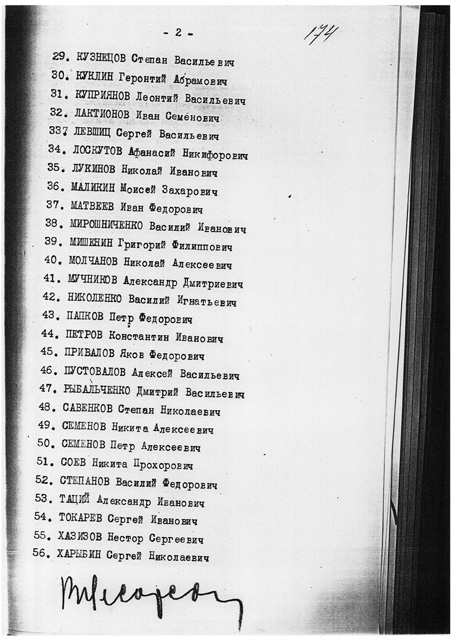 - 2 -
174
29. КУЗНЕЦОВ Степан Васильевич
30. КУКЛИН Геронтий Абрамович
31. КУПРИЯНОВ Леонтий Васильевич
32. ЛАКТИОНОВ Иван Семенович
33? ЛЕВШИЦ Сергей Васильевич
34. ЛОСКУТОВ Афанасий Никифорович
35. ЛУКИНОВ Николай Иванович
36. МАЛИКИН Моисей Захарович
37. МАТВЕЕВ Иван Федорович
38. МИРОШНИЧЕНКО Василий Иванович
39. МИШЕНИН Григорий Филиппович
40. МОЛЧАНОВ Николай Алексеевич
41. МУЧНИКОВ Александр Дмитриевич
42. НИКОЛЕНКО Василий Игнатьевич
43. ПАПКОВ Петр Федорович
44. ПЕТРОВ Константин Иванович
45. ПРИВАЛОВ Яков Федорович
46. ПУСТОВАЛОВ Алексей Васильевич
47. РЫБАЛЬЧЕНКО Дмитрий Васильевич
48. САВЕНКОВ Степан Николаевич
49. СЕМЕНОВ Никита Алексеевич
50. СЕМЕНОВ Петр Алексеевич
51. СОЕВ Никита Прохорович
52. СТЕПАНОВ Василий Федорович
53. ТАЦИЙ Александр Иванович
54. ТОКАРЕВ Сергей Иванович
55. ХАЗИЗОВ Нестор Сергеевич
56. ХАРЫБИН Сергей Николаевич